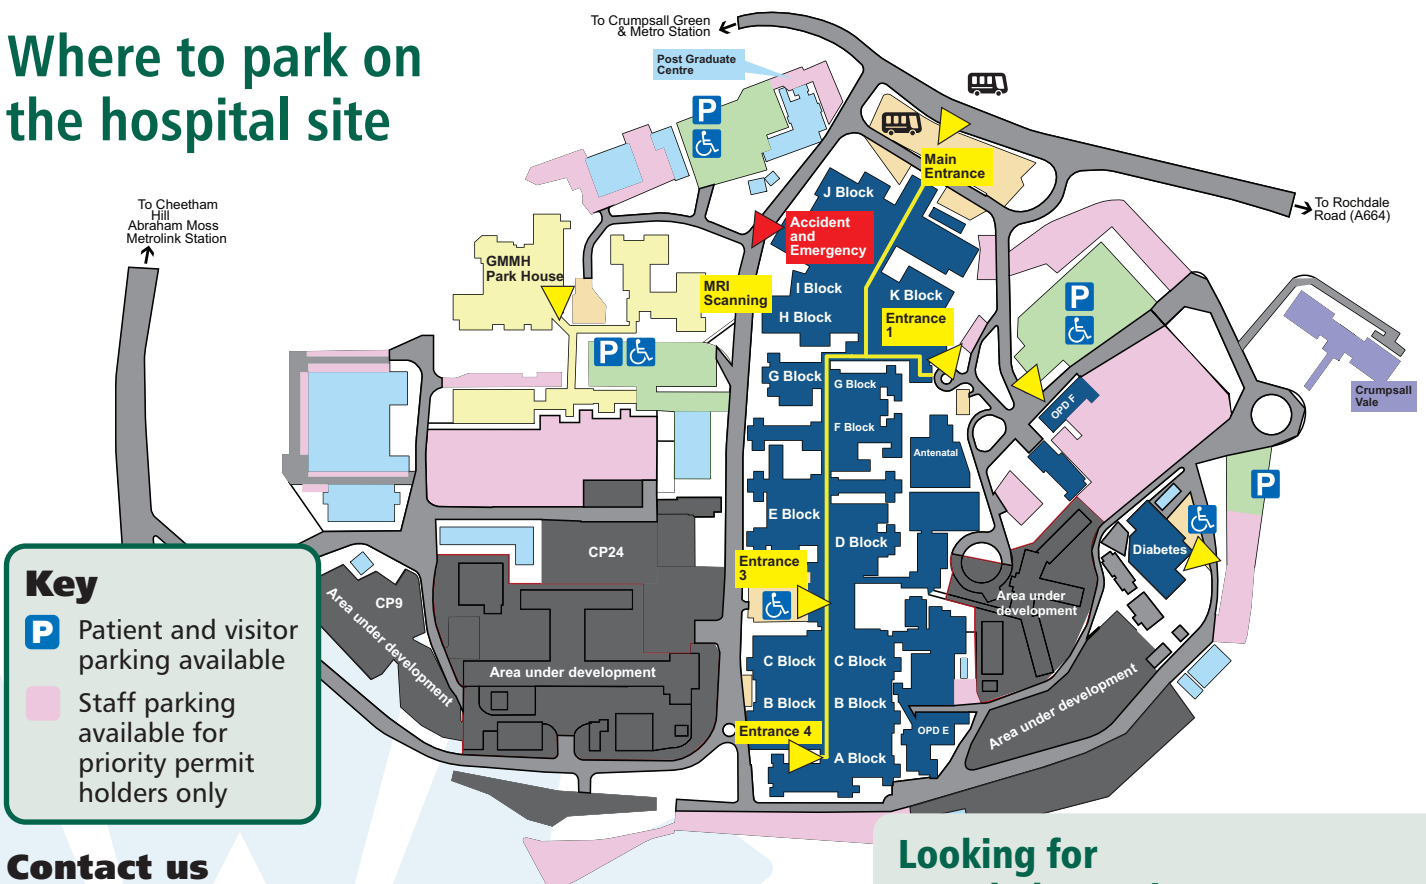 Where to park on
the hospital site
To Crumpsall Green
& Metro Station
Post Graduate
Centre
P
Main
Entrance
To Rochdale
Road (A664)
To Cheetham
Hill
Abraham Moss
Metrolink Station
J Block
Accident
and
Emergency
GMMH
Park House
MRI
Scanning
I Block
H Block
K Block
Entrance
1
P
P
Crumpsall
Vale
G Block
G Block
OPD F
F Block
Antenatal
P
E Block
D Block
Diabetes
CP24
Entrance
3
CP9
Area under development
Area under
development
Area under development
C Block
C Block
B Block
B Block
Area under development
Entrance 4
A Block
OPD E
Key
P Patient and visitor
parking available
Staff parking
available for
priority permit
holders only
Contact us
Looking for